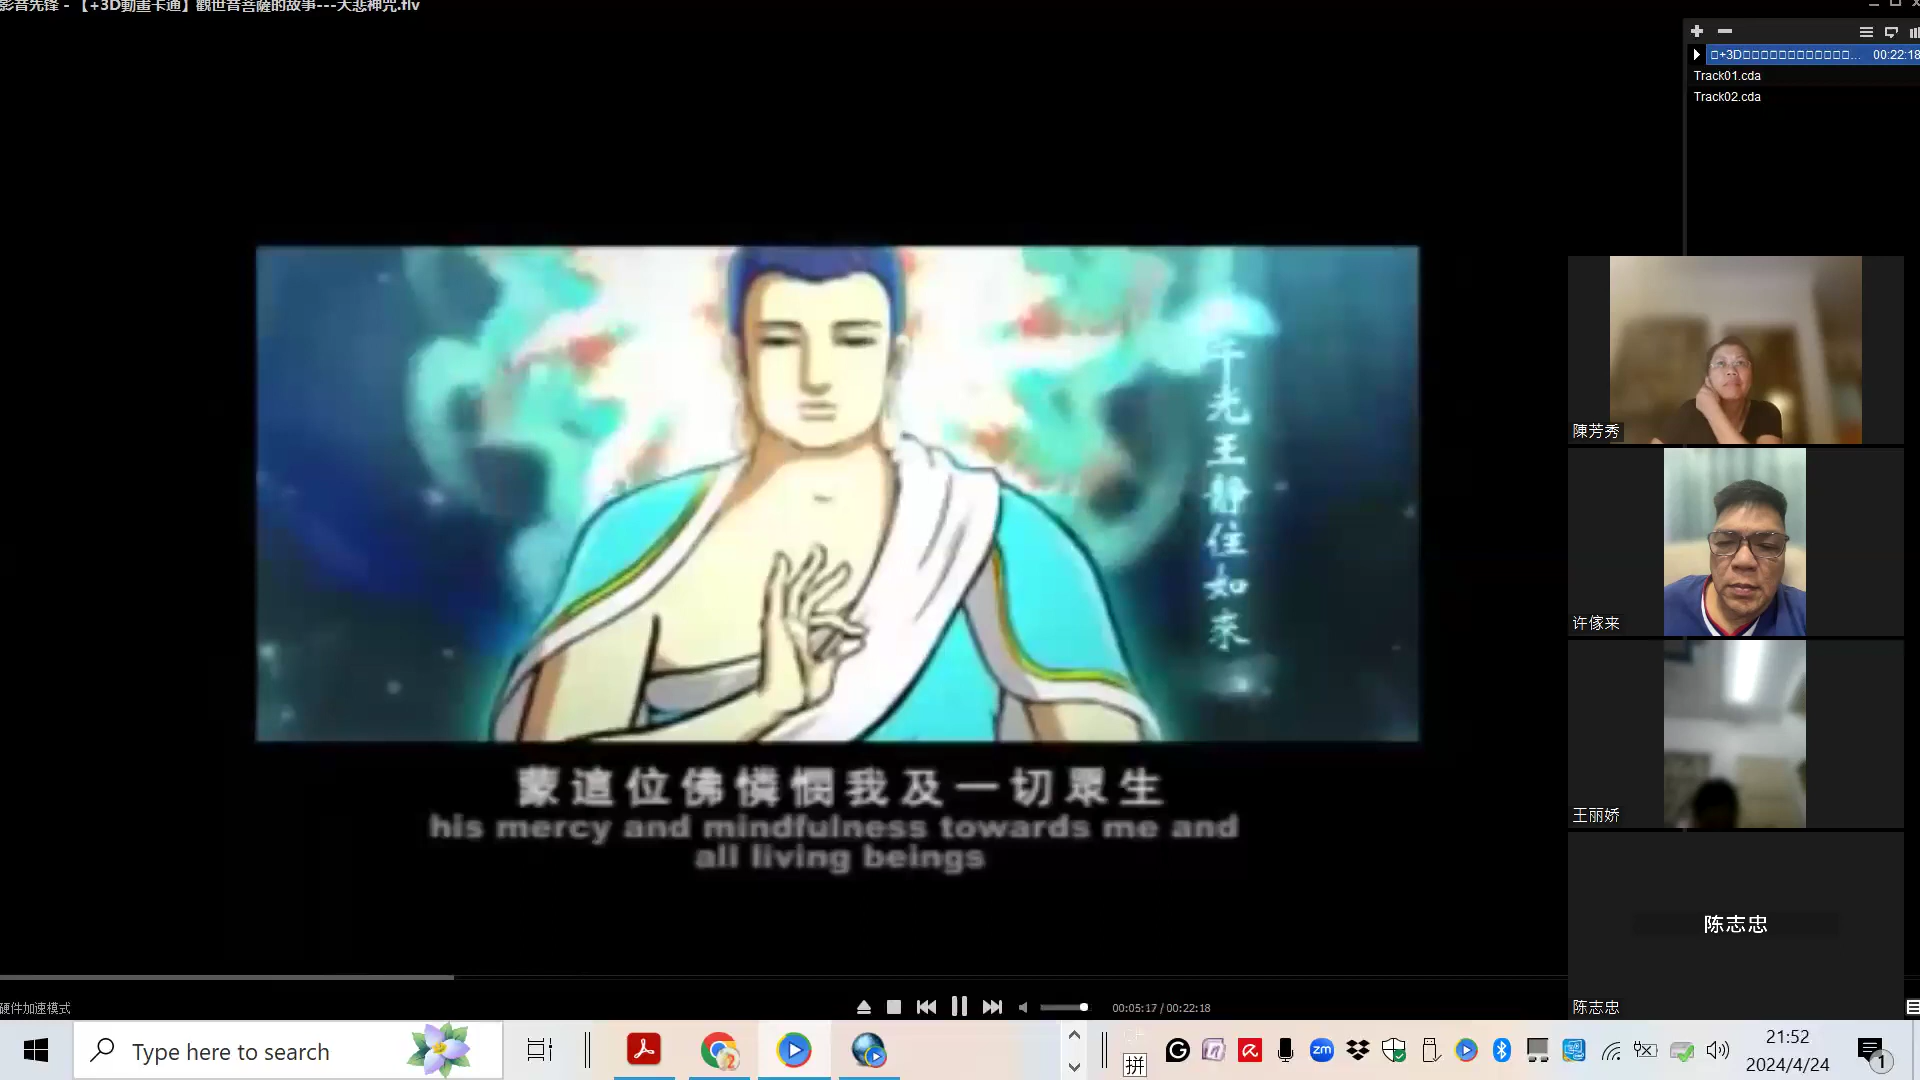 影音先锋 - 【+3D動畫卡通】觀世音菩薩的故事---大悲神咒.flv
+3D
00:22:18
Track01.cda
Track02.cda
千光王靜住如來
蒙這位佛憐憫我及一切眾生
his mercy and mindfulness towards me and
all living beings
陳芳秀
许傢来
王丽娇
陈志忠
陈志忠
硬件加速模式
00:05:17 / 00:22:18
Type here to search
zm
拼
21:52
2024/4/24
1